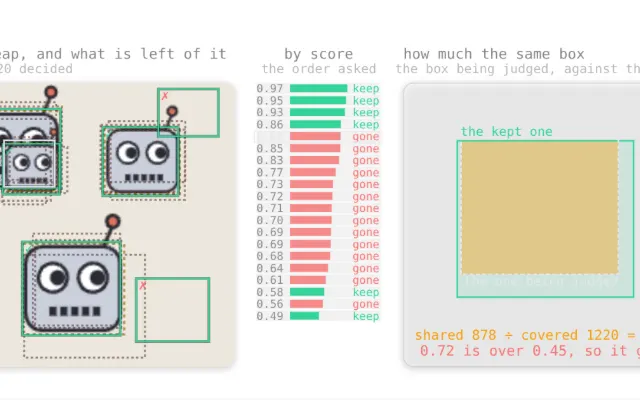 eap, and what is left of it
20 decided
✗
✗
by score
the order asked
0.97 keep
0.95 keep
0.93 keep
0.86 keep
gone
0.85 gone
0.83 gone
0.77 gone
0.73 gone
0.72 gone
0.71 gone
0.70 gone
0.69 gone
0.69 gone
0.68 gone
0.64 gone
0.61 gone
0.58 keep
0.56 gone
0.49 keep
how much the same box
the box being judged, against th
the kept one
the one being judged
shared 878 ÷ covered 1220 =
0.72 is over 0.45, so it g